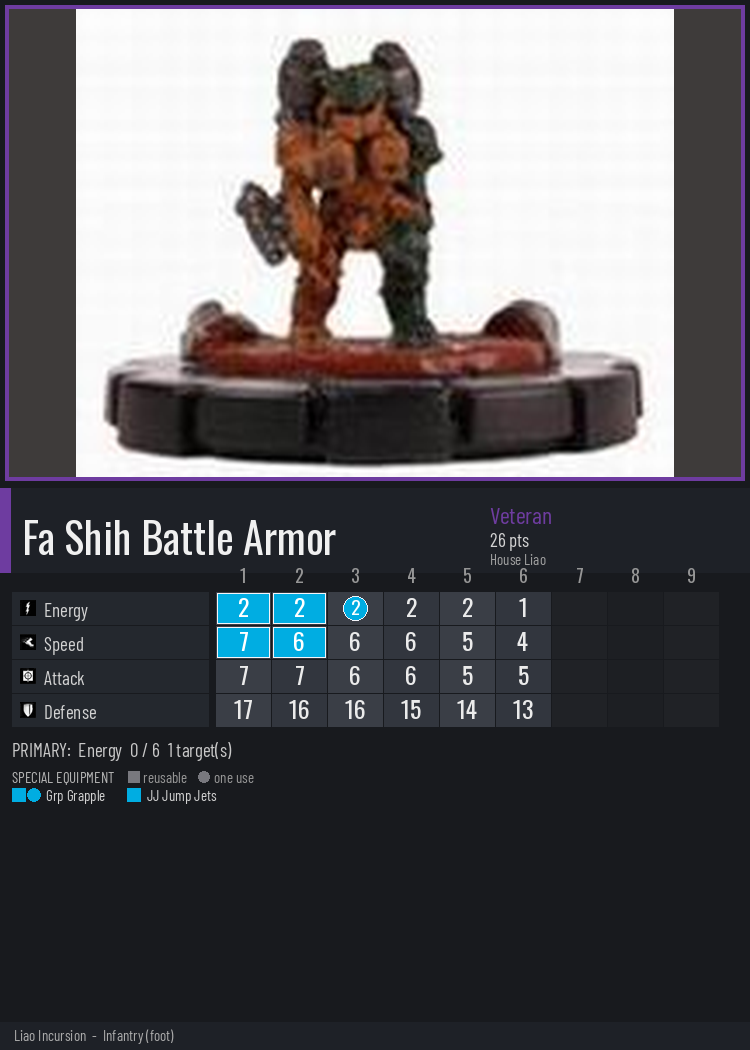 Fa Shih Battle Armor
Veteran
26 pts
House Liao
1 2 3 4 5 6 7 8 9
Energy 2 2 2 2 2 1
Speed 7 6 6 6 5 4
Attack 7 7 6 6 5 5
Defense 17 16 16 15 14 13
PRIMARY: Energy 0 / 6 1 target(s)
SPECIAL EQUIPMENT reusable one use
Grp Grapple JJ Jump Jets
Liao Incursion - Infantry (foot)